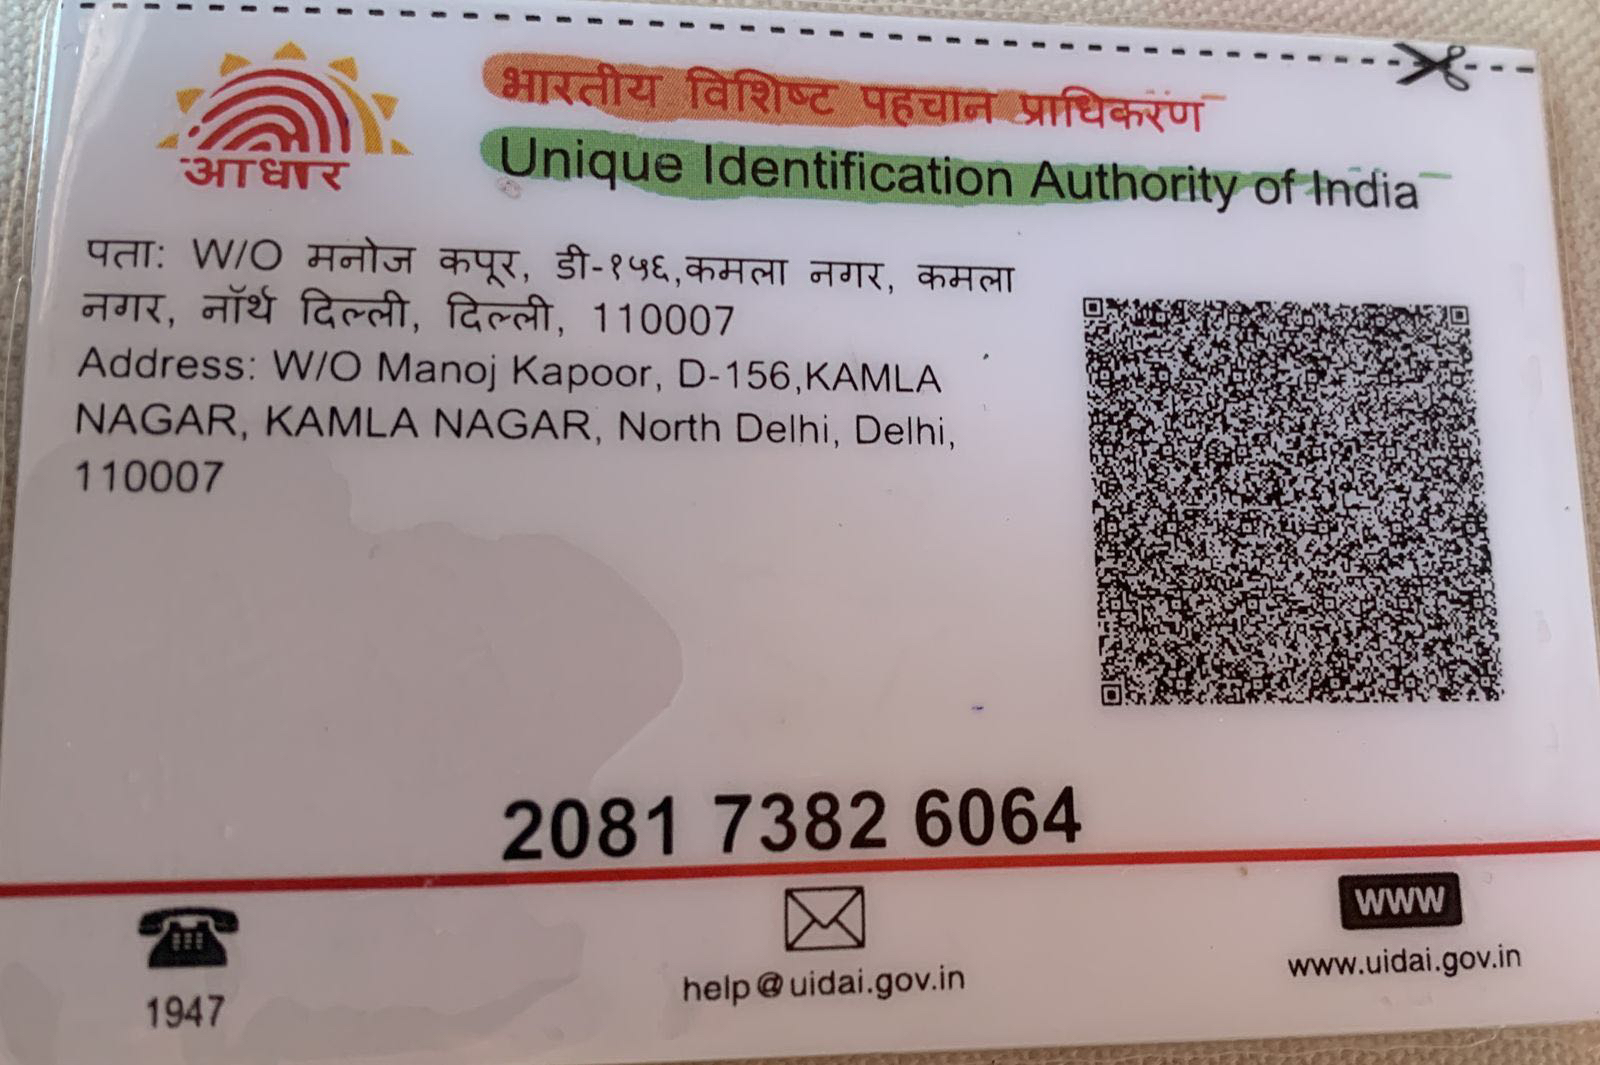 भारतीय विशिष्ट पहचान प्राधिकरण
Unique Identification Authority of India
आधार
पता: W/O मनोज कपूर, डी-१५६,कमला नगर, कमला
नगर, नॉर्थ दिल्ली, दिल्ली, 110007
Address: W/O Manoj Kapoor, D-156,KAMLA
NAGAR, KAMLA NAGAR, North Delhi, Delhi,
110007
2081 7382 6064
1947
help@uidai.gov.in
WWW
www.uidai.gov.in